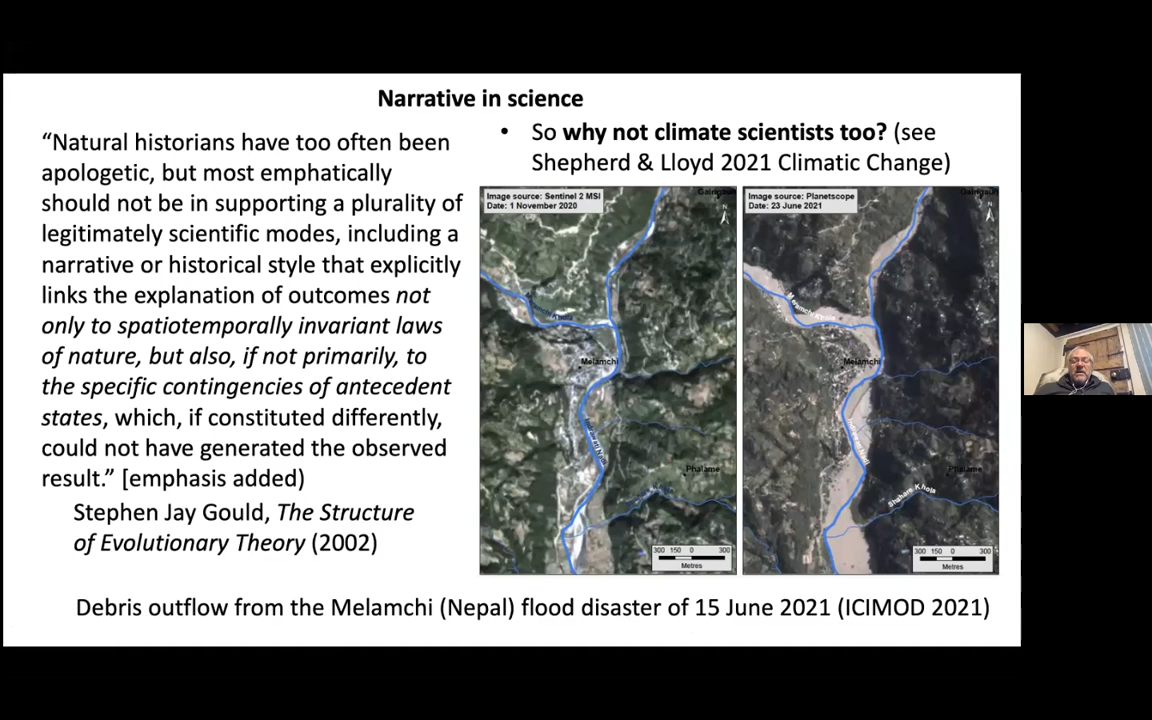 Narrative in science
“Natural historians have too often been
apologetic, but most emphatically
should not be in supporting a plurality of
legitimately scientific modes, including a
narrative or historical style that explicitly
links the explanation of outcomes not
only to spatiotemporally invariant laws
of nature, but also, if not primarily, to
the specific contingencies of antecedent
states, which, if constituted differently,
could not have generated the observed
result.” [emphasis added)
Stephen Jay Gould, The Structure
of Evolutionary Theory (2002)
• So why not climate scientists too? (see
Shepherd & Lloyd 2021 Climatic Change)
Image source: Sentinel 2 MSI
Date: 1 November 2020
N
Melamchi
Phalame
300 150 0 300
Metres
Image source: Planetscope
Date: 23 June 2021
N
Melamchi Khola
Melamchi
Phalame
Shahare Khola
300 150 0 300
Metres
Debris outflow from the Melamchi (Nepal) flood disaster of 15 June 2021 (ICIMOD 2021)